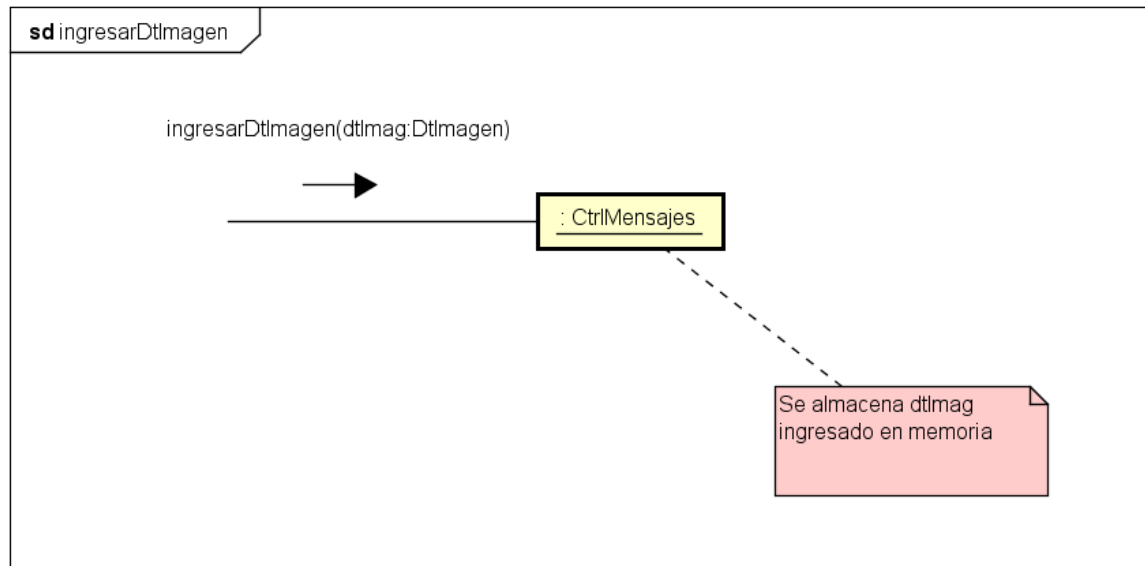 sd ingresarDtImagen
ingresarDtImagen(dtImag:DtImagen)
: CtrlMensajes
Se almacena dtImag
ingresado en memoria